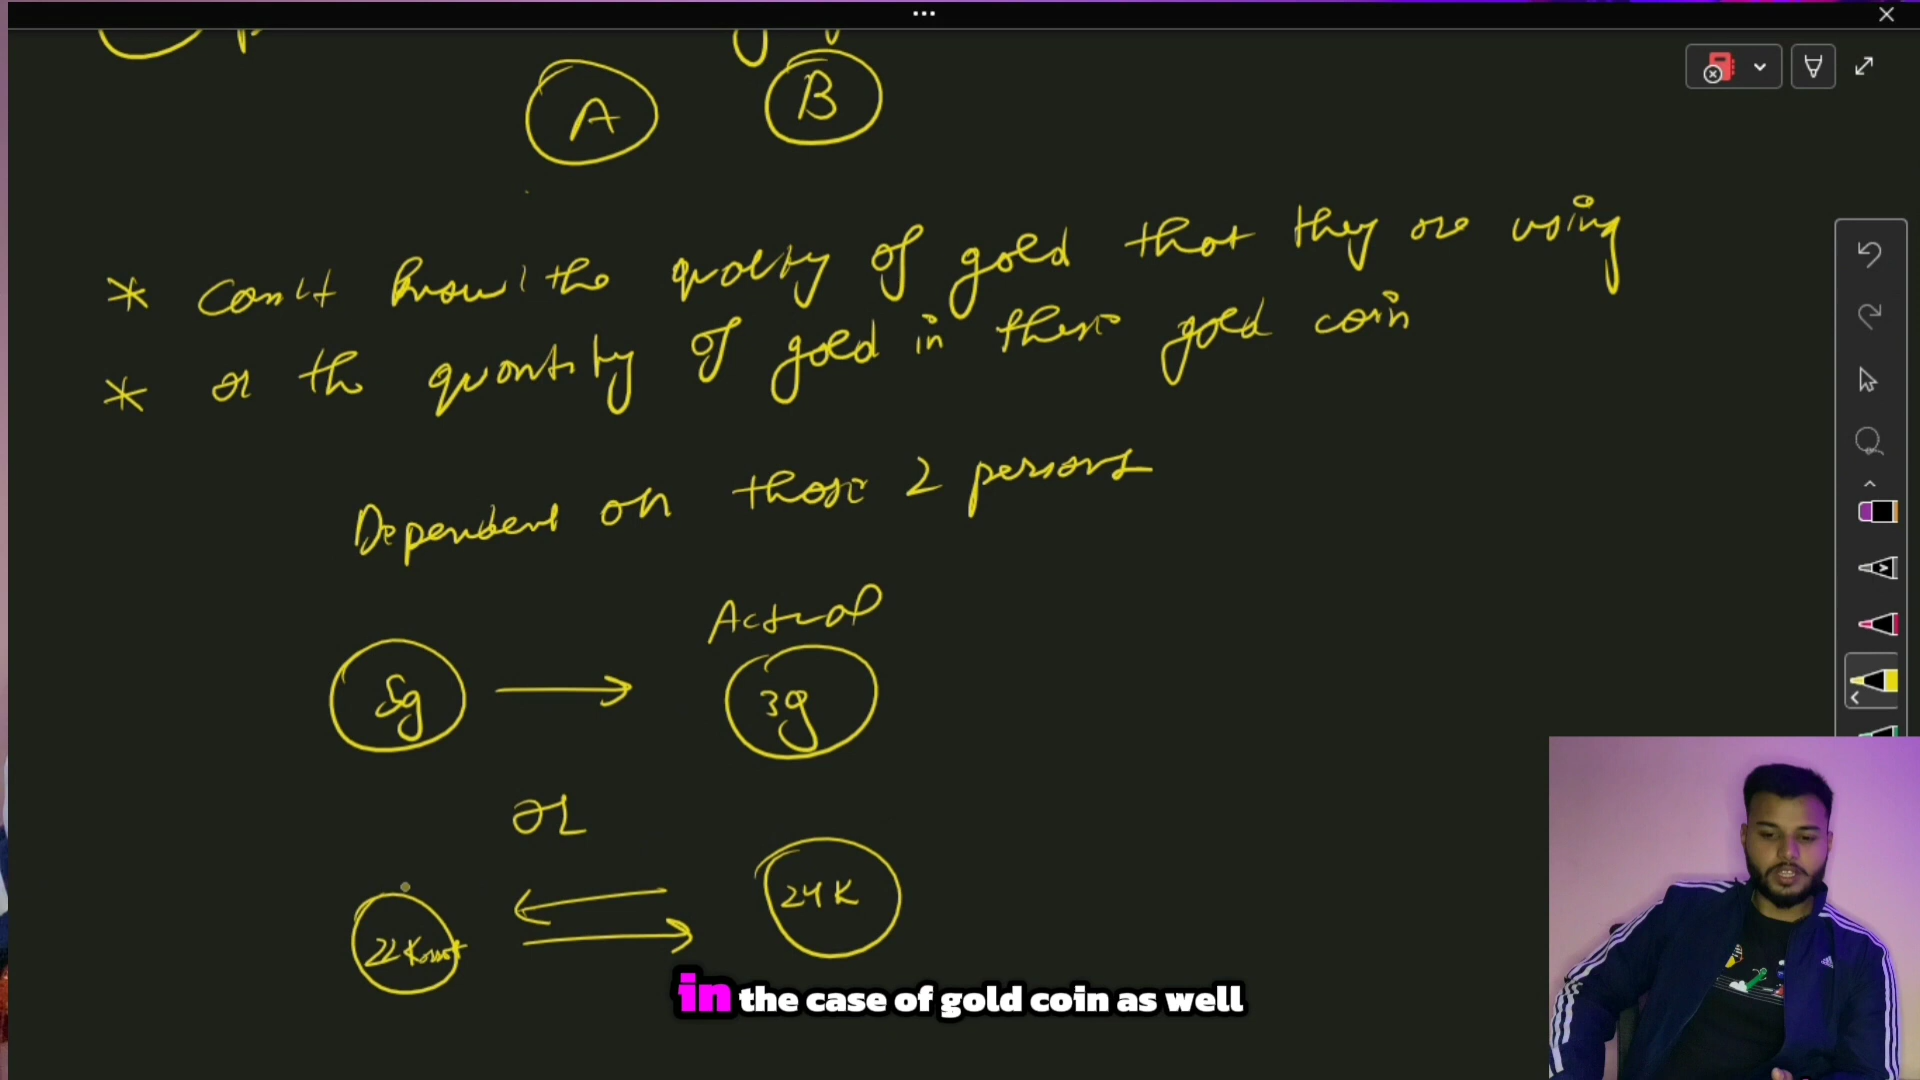 A B
* Can't know the quality of gold that they are using
* or the quantity of gold in these gold coin
Dependent on those 2 persons
Actual
5g 3g
or
22 Karat 24K
in the case of gold coin as well